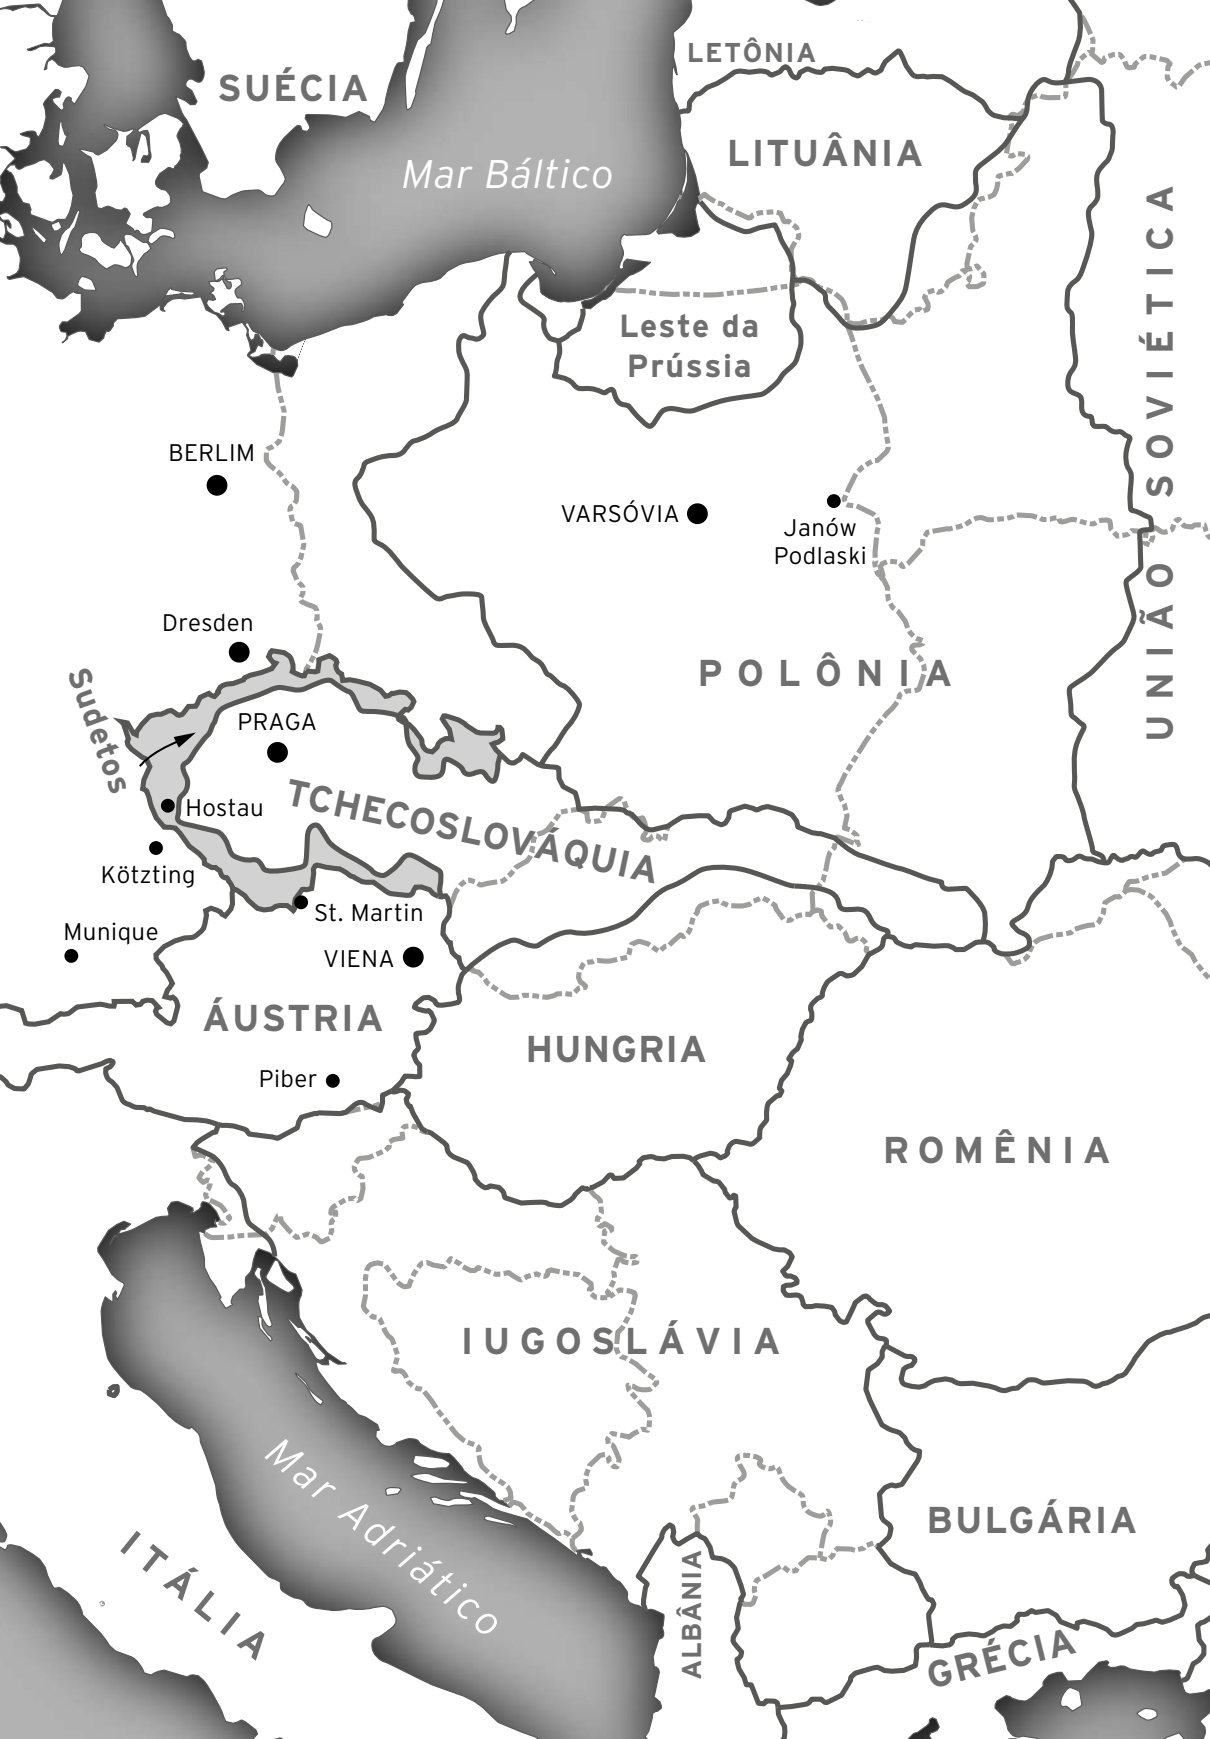 LETÔNIA
SUÉCIA
LITUÂNIA
Mar Báltico
UNIÃO SOVIÉTICA
Leste da
Prússia
BERLIM
VARSÓVIA
Janów
Podlaski
Dresden
POLÔNIA
Sudetos
PRAGA
Hostau
TCHECOSLOVÁQUIA
Kötzting
St. Martin
Munique
VIENA
ÁUSTRIA
HUNGRIA
Piber
ROMÊNIA
IUGOSLÁVIA
Mar Adriático
BULGÁRIA
ITÁLIA
ALBÂNIA
GRÉCIA